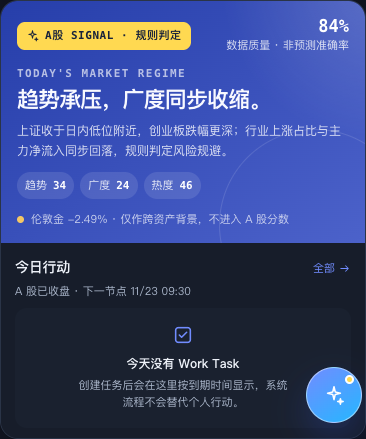 A股 SIGNAL · 规则判定
84%
数据质量 · 非预测准确率
TODAY'S MARKET REGIME
趋势承压，广度同步收缩。
上证收于日内低位附近，创业板跌幅更深；行业上涨占比与主
力净流入同步回落，规则判定风险规避。
趋势 34
广度 24
热度 46
伦敦金 −2.49% · 仅作跨资产背景，不进入 A 股分数
今日行动
全部 →
A 股已收盘 · 下一节点 11/23 09:30
今天没有 Work Task
创建任务后会在这里按到期时间显示，系统
流程不会替代个人行动。